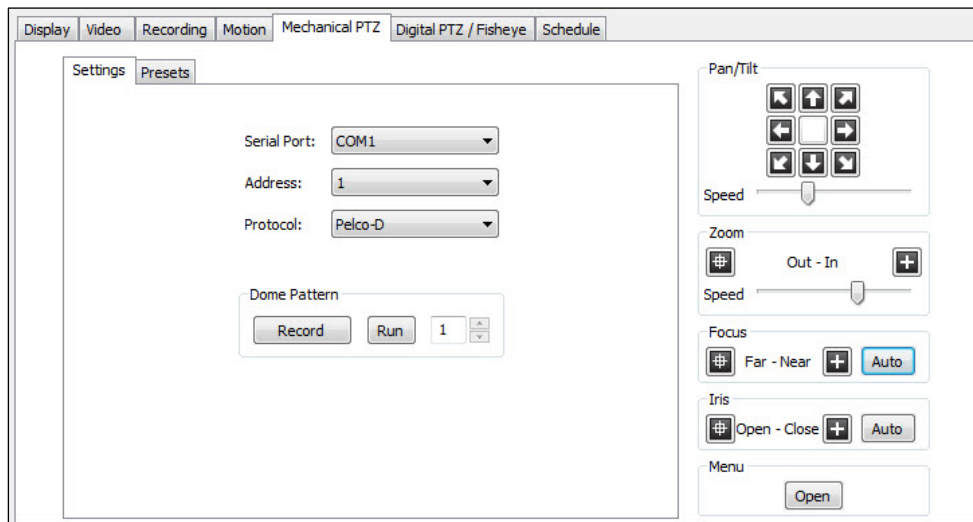 Display Video Recording Motion Mechanical PTZ Digital PTZ / Fisheye Schedule
Settings Presets
Serial Port: COM1
Address: 1
Protocol: Pelco-D
Dome Pattern
Record Run 1
Pan/Tilt
Speed
Zoom
Out - In
Speed
Focus
Far - Near Auto
Iris
Open - Close Auto
Menu
Open